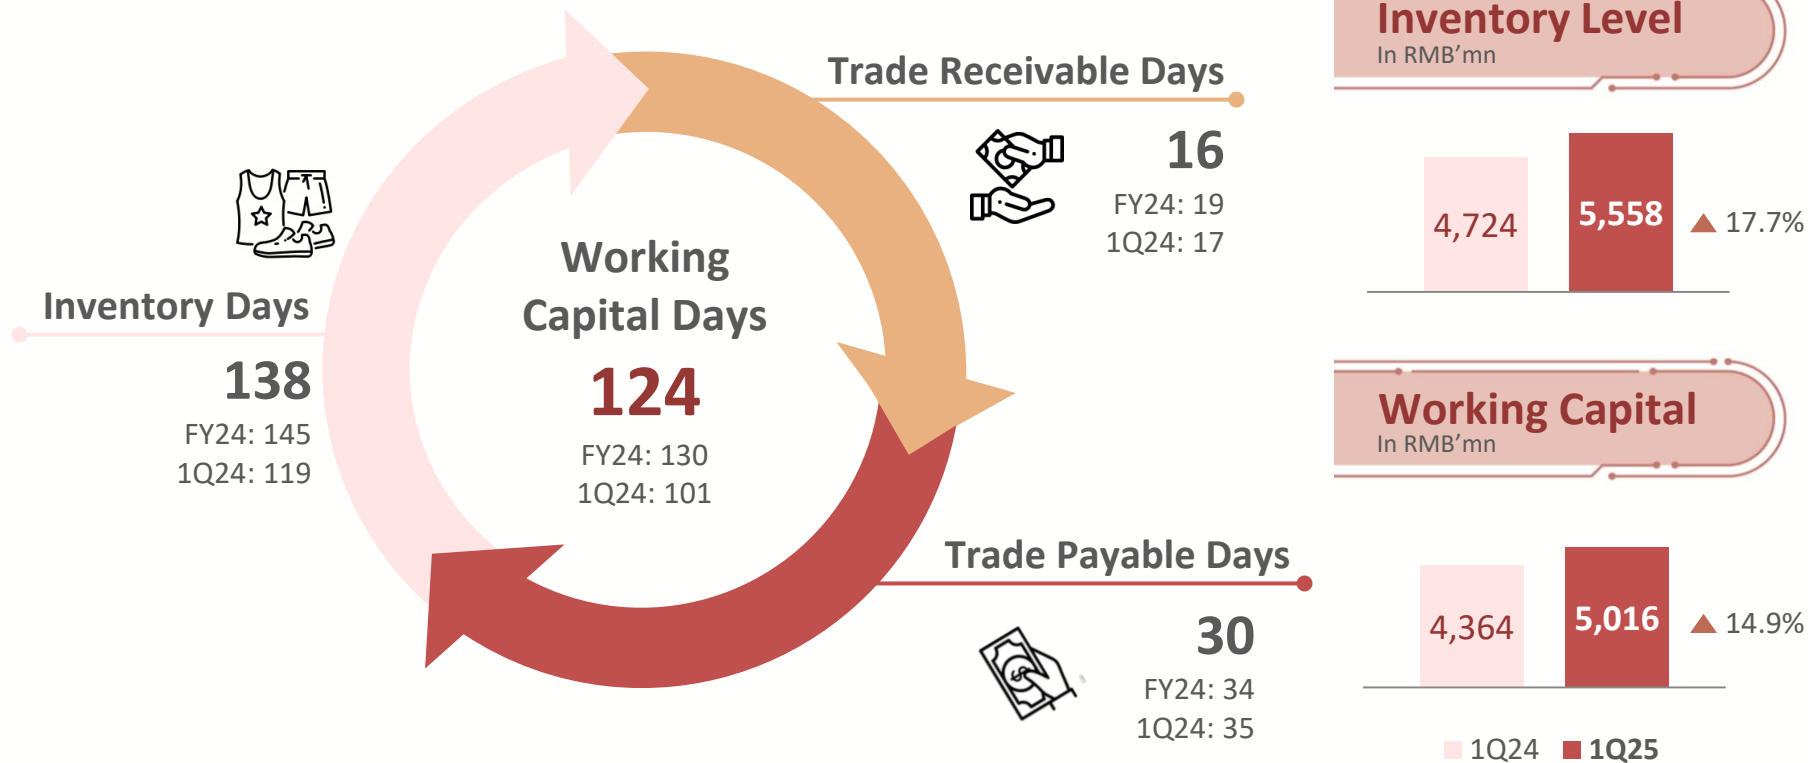 Inventory Days
138
FY24: 145
1Q24: 119
Working
Capital Days
124
FY24: 130
1Q24: 101
Trade Receivable Days
16
FY24: 19
1Q24: 17
Trade Payable Days
30
FY24: 34
1Q24: 35
Inventory Level
In RMB'mn
4,724
5,558
▲ 17.7%
Working Capital
In RMB'mn
4,364
5,016
▲ 14.9%
1Q24 1Q25